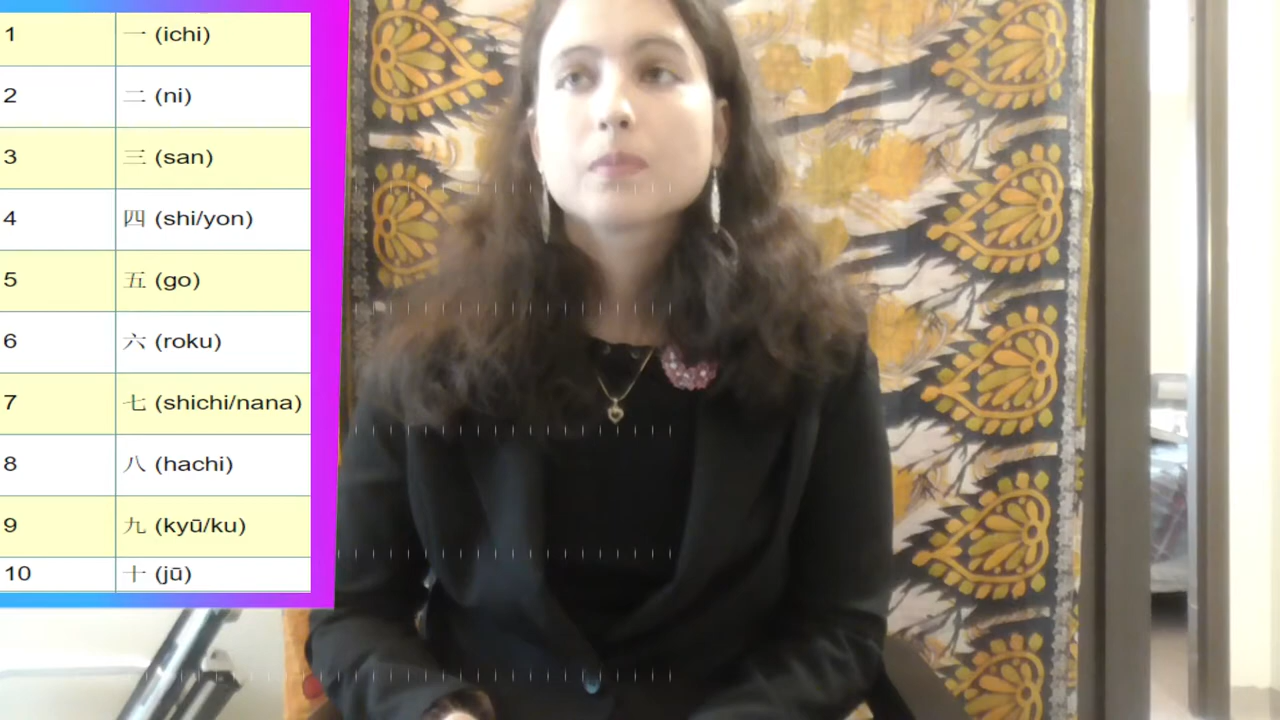 1 一 (ichi)
2 二 (ni)
3 三 (san)
4 四 (shi/yon)
5 五 (go)
6 六 (roku)
7 七 (shichi/nana)
8 八 (hachi)
9 九 (kyū/ku)
10 十 (jū)